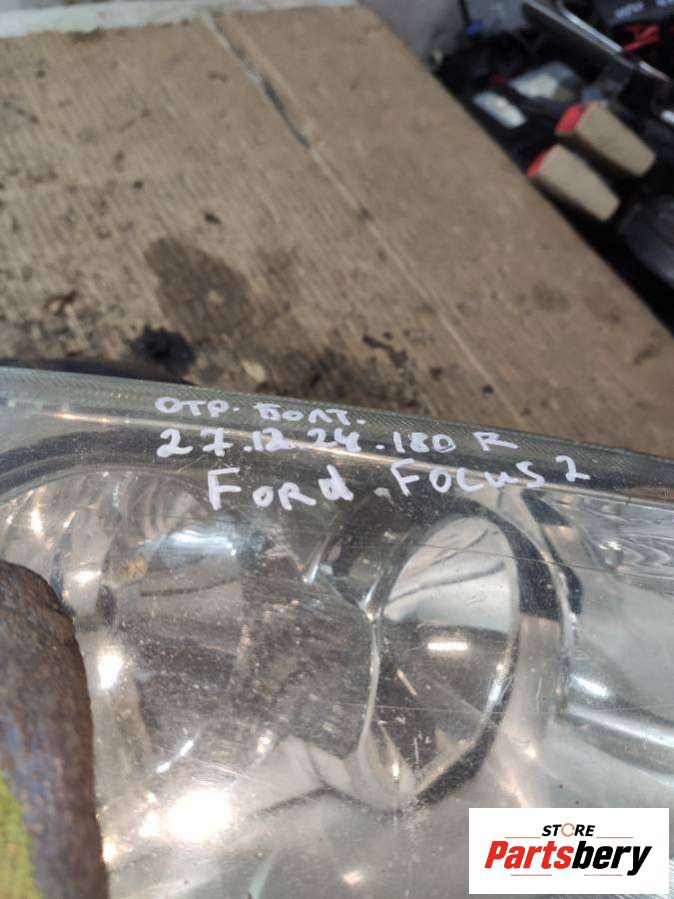 отр. болт.
27.12.24.180 R
Ford. Focus 2
STORE
Partsbery